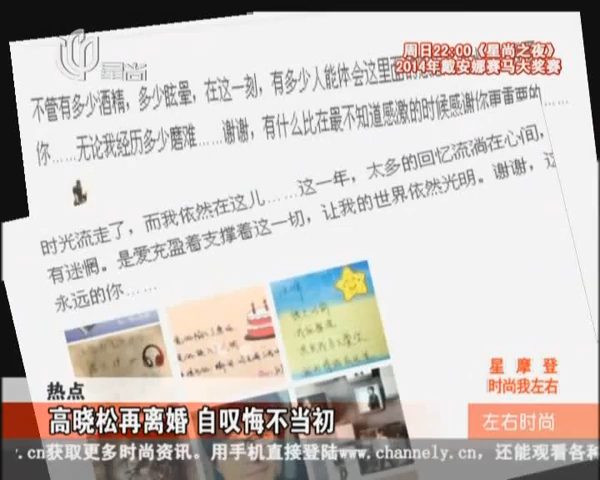 周日22:00《星尚之夜》
2014年戴安娜赛马大奖赛
星尚
不管有多少酒精，多少眩晕，在这一刻，有多少人能体会这里面的
你……无论我经历多少磨难……谢谢，有什么比在最不知道感激的时候感谢你更重要的……
时光流走了，而我依然在这儿……这一年，太多的回忆流淌在心间，
有迷惘。是爱充盈着支撑着这一切，让我的世界依然光明。谢谢，这
永远的你……
星摩登
时尚我左右
热点
高晓松再离婚 自叹悔不当初
左右时尚
.cn获取更多时尚资讯。用手机直接登陆www.channely.cn，还能观看各种